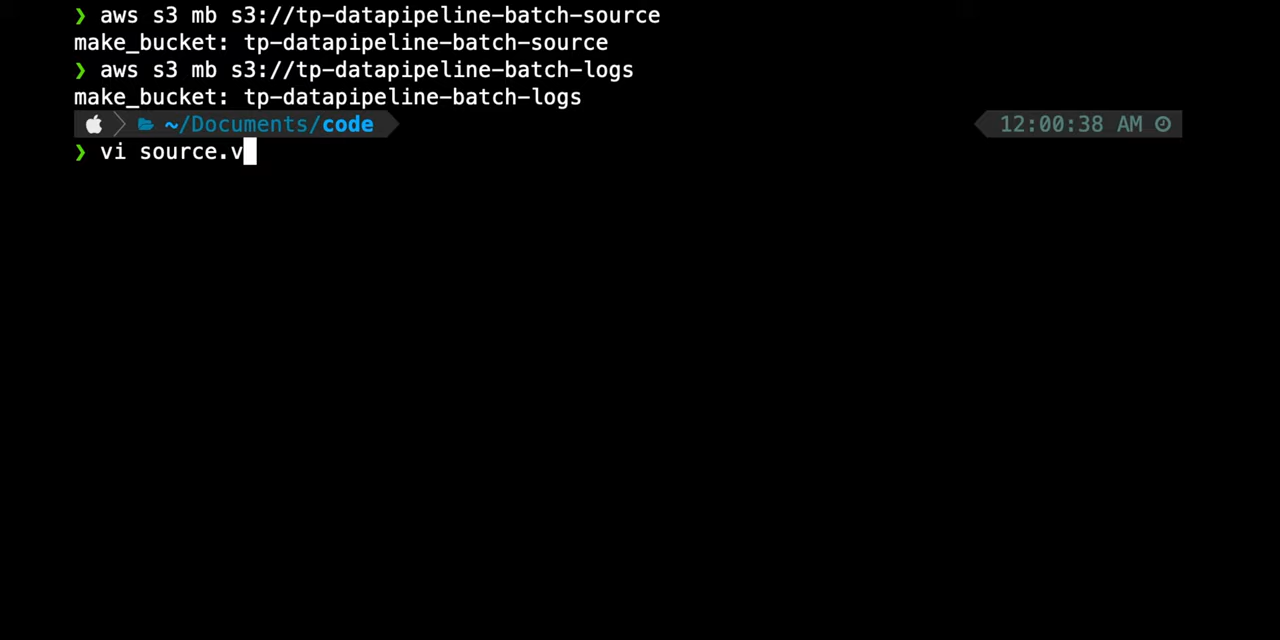 ❯ aws s3 mb s3://tp-datapipeline-batch-source
make_bucket: tp-datapipeline-batch-source
❯ aws s3 mb s3://tp-datapipeline-batch-logs
make_bucket: tp-datapipeline-batch-logs
~/Documents/code 12:00:38 AM
❯ vi source.v